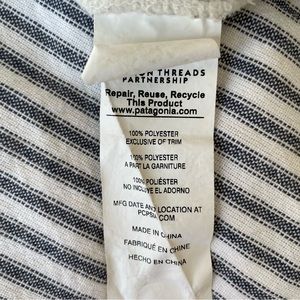 ON THREADS
PARTNERSHIP
Repair, Reuse, Recycle
This Product
www.patagonia.com
100% POLYESTER
EXCLUSIVE OF TRIM
100% POLYESTER
A PART LA GARNITURE
100% POLIÉSTER
NO INCLUYE EL ADORNO
MFG DATE AND LOCATION AT
MADE IN CHINA
FABRIQUÉ EN CHINE
HECHO EN CHINA